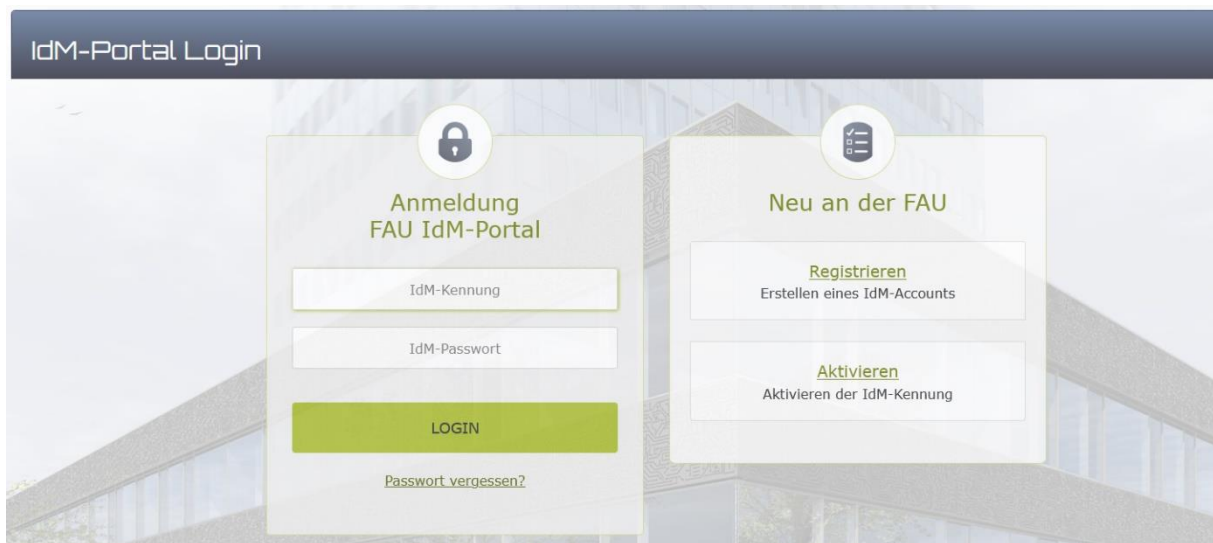 IdM-Portal Login
Anmeldung
FAU IdM-Portal
IdM-Kennung
IdM-Passwort
LOGIN
Passwort vergessen?
Neu an der FAU
Registrieren
Erstellen eines IdM-Accounts
Aktivieren
Aktivieren der IdM-Kennung